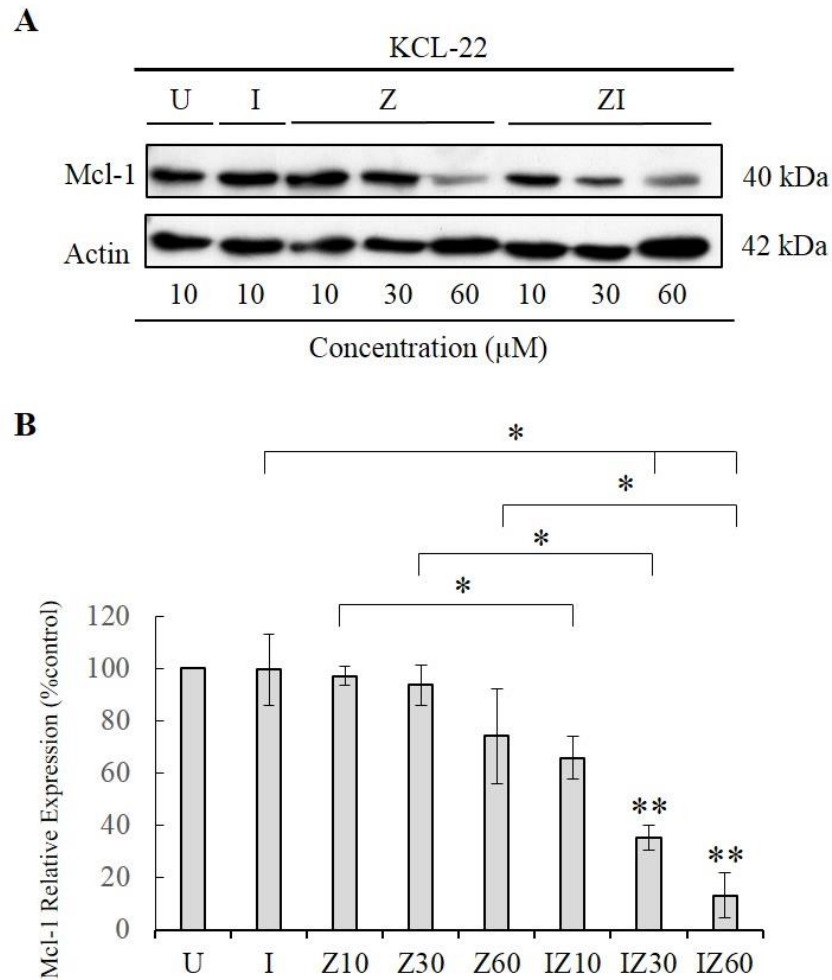 A
KCL-22
U I Z ZI
Mcl-1 40 kDa
Actin 42 kDa
10 10 10 30 60 10 30 60
Concentration (µM)
B
*
*
*
*
Mcl-1 Relative Expression (%control)
120
100
80
60
40
20
0
**
**
U I Z10 Z30 Z60 IZ10 IZ30 IZ60